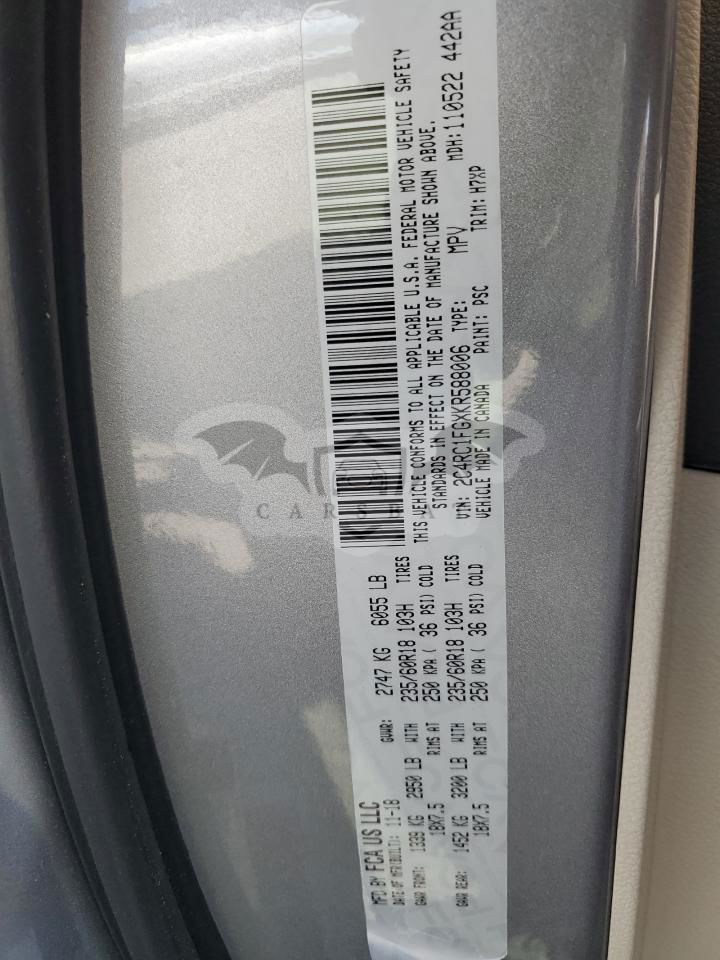 MFD BY FCA US LLC
DATE OF MFR(BUILT): 11-18 GVWR: 2747 KG 6055 LB
GAWR FRONT: 1339 KG 2950 LB WITH 235/60R18 103H TIRES
18X7.5 RIMS AT 250 KPA ( 36 PSI) COLD
GAWR REAR: 1452 KG 3200 LB WITH 235/60R18 103H TIRES
18X7.5 RIMS AT 250 KPA ( 36 PSI) COLD
THIS VEHICLE CONFORMS TO ALL APPLICABLE U.S.A. FEDERAL MOTOR VEHICLE SAFETY
STANDARDS IN EFFECT ON THE DATE OF MANUFACTURE SHOWN ABOVE.
VIN: 2C4RC1FGXKR588006 TYPE: MPV MDH: 110522 442AA
VEHICLE MADE IN CANADA PAINT: PSC TRIM: H7XP